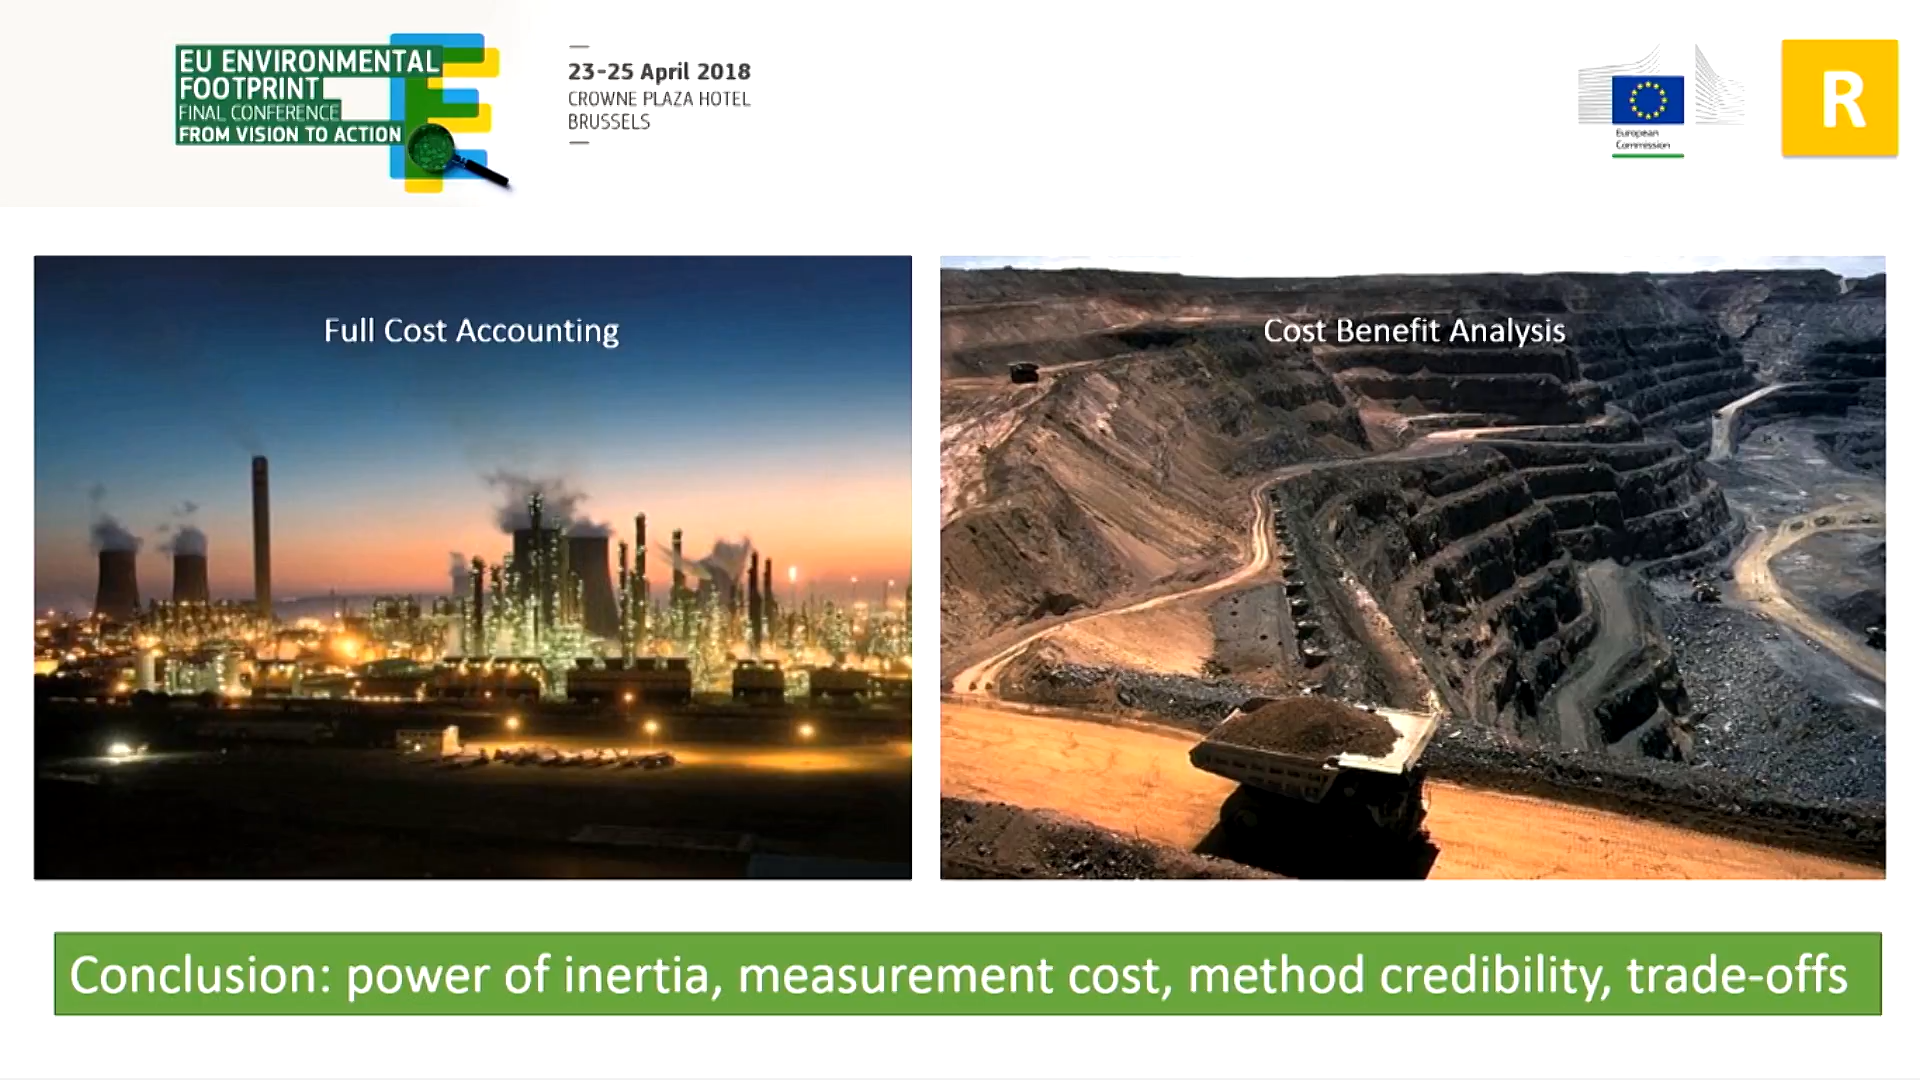 EU ENVIRONMENTAL
FOOTPRINT
FINAL CONFERENCE
FROM VISION TO ACTION
23-25 April 2018
CROWNE PLAZA HOTEL
BRUSSELS
European
Commission
R
Full Cost Accounting
Cost Benefit Analysis
Conclusion: power of inertia, measurement cost, method credibility, trade-offs